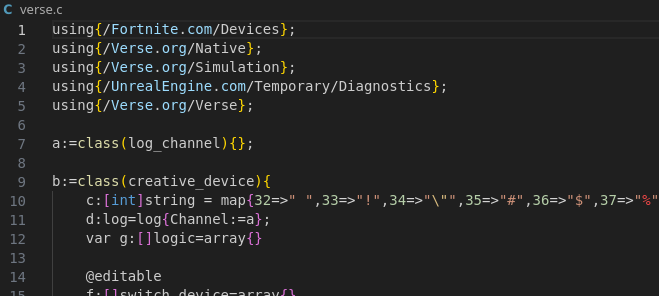 verse.c
1 using{/Fortnite.com/Devices};
2 using{/Verse.org/Native};
3 using{/Verse.org/Simulation};
4 using{/UnrealEngine.com/Temporary/Diagnostics};
5 using{/Verse.org/Verse};
6
7 a:=class(log_channel){};
8
9 b:=class(creative_device){
10 c:[int]string = map{32=>" ",33=>"!",34=>"\"",35=>"#",36=>"$",37=>"%"
11 d:log=log{Channel:=a};
12 var g:[]logic=array{}
13
14 @editable
15 f:[]switch_device=array{}